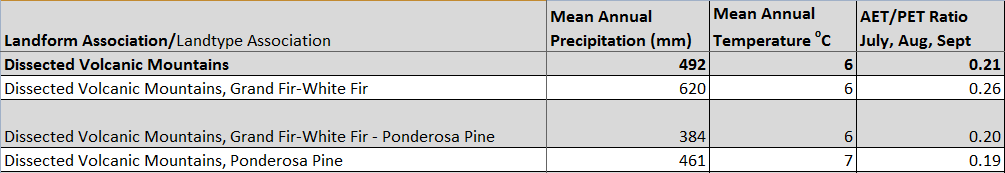 Landform Association/Landtype Association Mean Annual Precipitation (mm) Mean Annual Temperature ⁰C AET/PET Ratio July, Aug, Sept
Dissected Volcanic Mountains 492 6 0.21
Dissected Volcanic Mountains, Grand Fir-White Fir 620 6 0.26
Dissected Volcanic Mountains, Grand Fir-White Fir - Ponderosa Pine 384 6 0.20
Dissected Volcanic Mountains, Ponderosa Pine 461 7 0.19